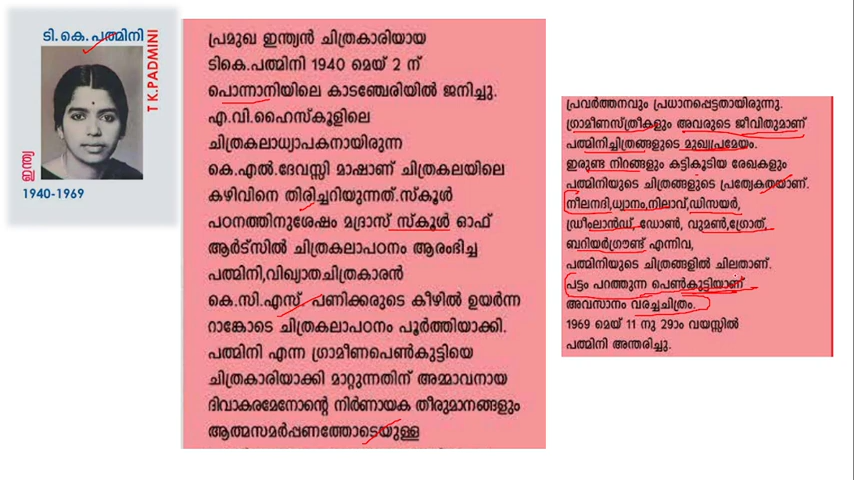 ടി. കെ. പത്മിനി
T K.PADMINI
ഇന്ത്യ
1940-1969
പ്രമുഖ ഇന്ത്യൻ ചിത്രകാരിയായ
ടികെ.പത്മിനി 1940 മെയ് 2 ന്
പൊന്നാനിയിലെ കാടഞ്ചേരിയിൽ ജനിച്ചു.
എ.വി.ഹൈസ്കൂളിലെ
ചിത്രകലാധ്യാപകനായിരുന്ന
കെ.എൽ.ദേവസ്സി മാഷാണ് ചിത്രകലയിലെ
കഴിവിനെ തിരിച്ചറിയുന്നത്.സ്കൂൾ
പഠനത്തിനുശേഷം മദ്രാസ് സ്കൂൾ ഓഫ്
ആർട്സിൽ ചിത്രകലാപഠനം ആരംഭിച്ച
പത്മിനി,വിഖ്യാതചിത്രകാരൻ
കെ.സി.എസ്. പണിക്കരുടെ കീഴിൽ ഉയർന്ന
റാങ്കോടെ ചിത്രകലാപഠനം പൂർത്തിയാക്കി.
പത്മിനി എന്ന ഗ്രാമീണപെൺകുട്ടിയെ
ചിത്രകാരിയാക്കി മാറ്റുന്നതിന് അമ്മാവനായ
ദിവാകരമേനോന്റെ നിർണായക തീരുമാനങ്ങളും
ആത്മസമർപ്പണത്തോടെയുള്ള
പ്രവർത്തനവും പ്രധാനപ്പെട്ടതായിരുന്നു.
ഗ്രാമീണസ്ത്രീകളും അവരുടെ ജീവിതുമാണ്
പത്മിനിച്ചിത്രങ്ങളുടെ മുഖ്യപ്രമേയം.
ഇരുണ്ട നിറങ്ങളും കട്ടികൂടിയ രേഖകളും
പത്മിനിയുടെ ചിത്രങ്ങളുടെ പ്രത്യേകതയാണ്.
നീലനദി,ധ്യാനം,നിലാവ്,ഡിസയർ,
ഡ്രീംലാൻഡ്, ഡോൺ, വുമൺ,ഗ്രോത്,
ബറിയർഗ്രൗണ്ട് എന്നിവ,
പത്മിനിയുടെ ചിത്രങ്ങളിൽ ചിലതാണ്.
പട്ടം പറത്തുന്ന പെൺകുട്ടിയാണ്
അവസാനം വരച്ചചിത്രം.
1969 മെയ് 11 നു 29ാം വയസ്സിൽ
പത്മിനി അന്തരിച്ചു.